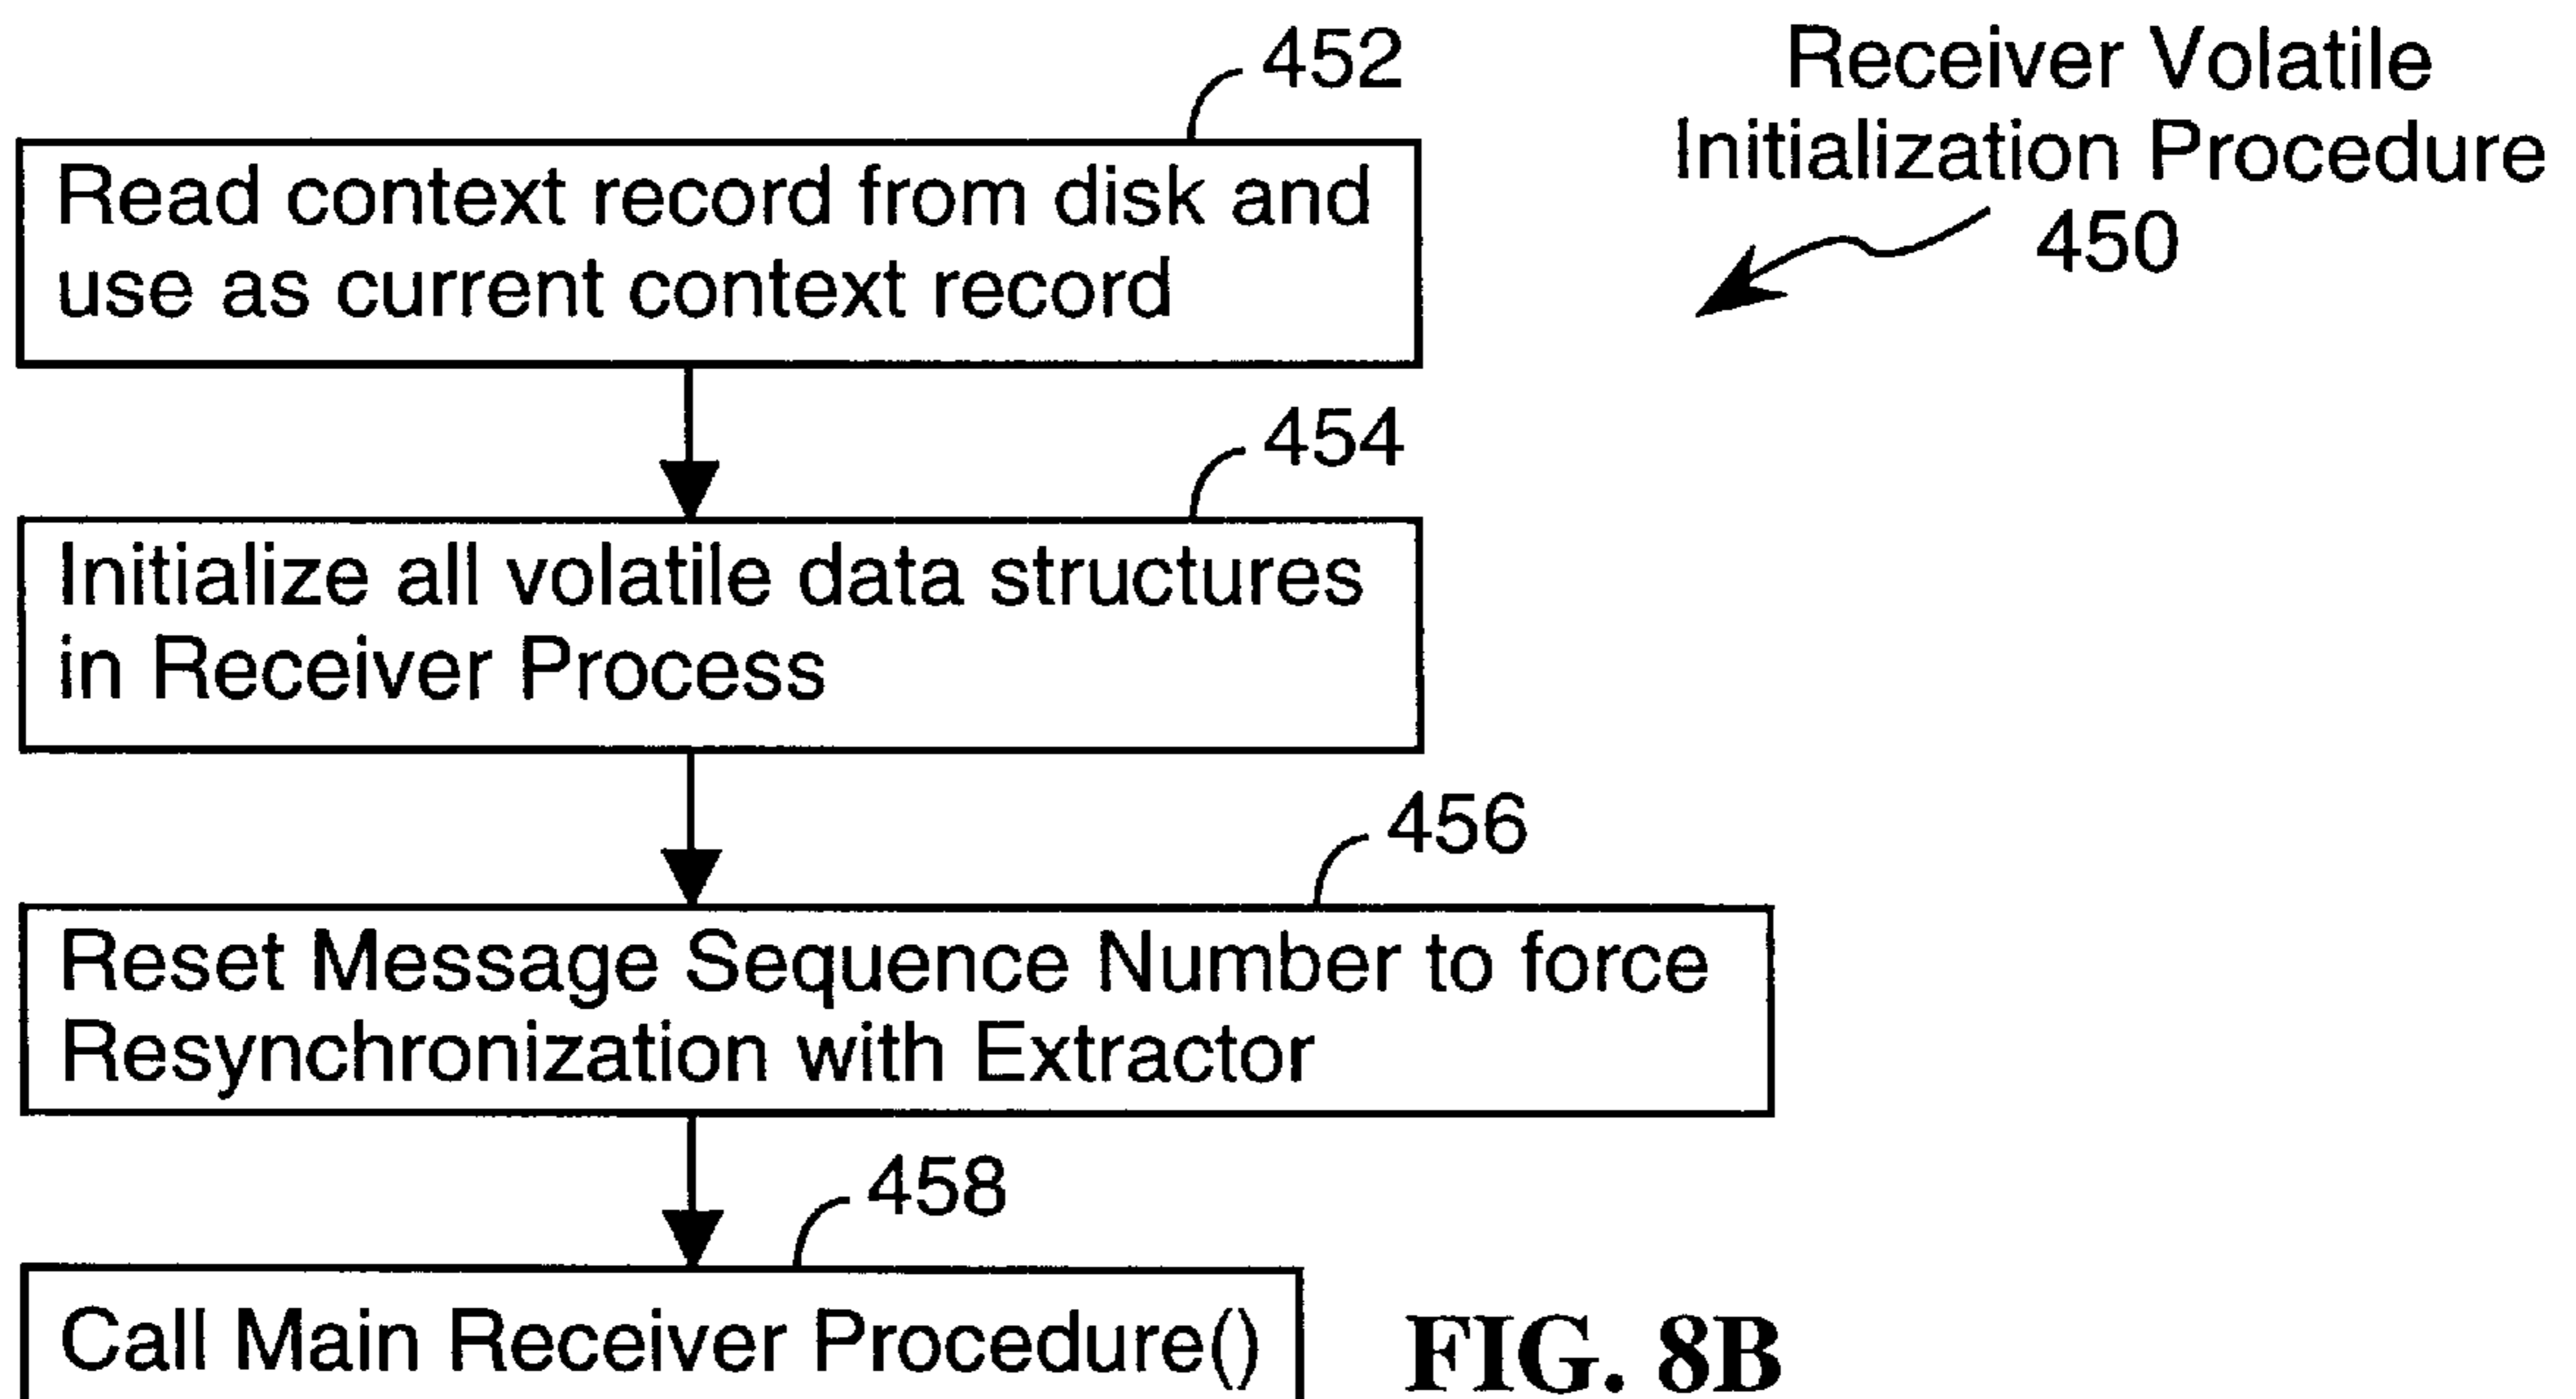 Receiver Volatile
Initialization Procedure
450
452
Read context record from disk and
use as current context record
454
Initialize all volatile data structures
in Receiver Process
456
Reset Message Sequence Number to force
Resynchronization with Extractor
458
Call Main Receiver Procedure()
FIG. 8B